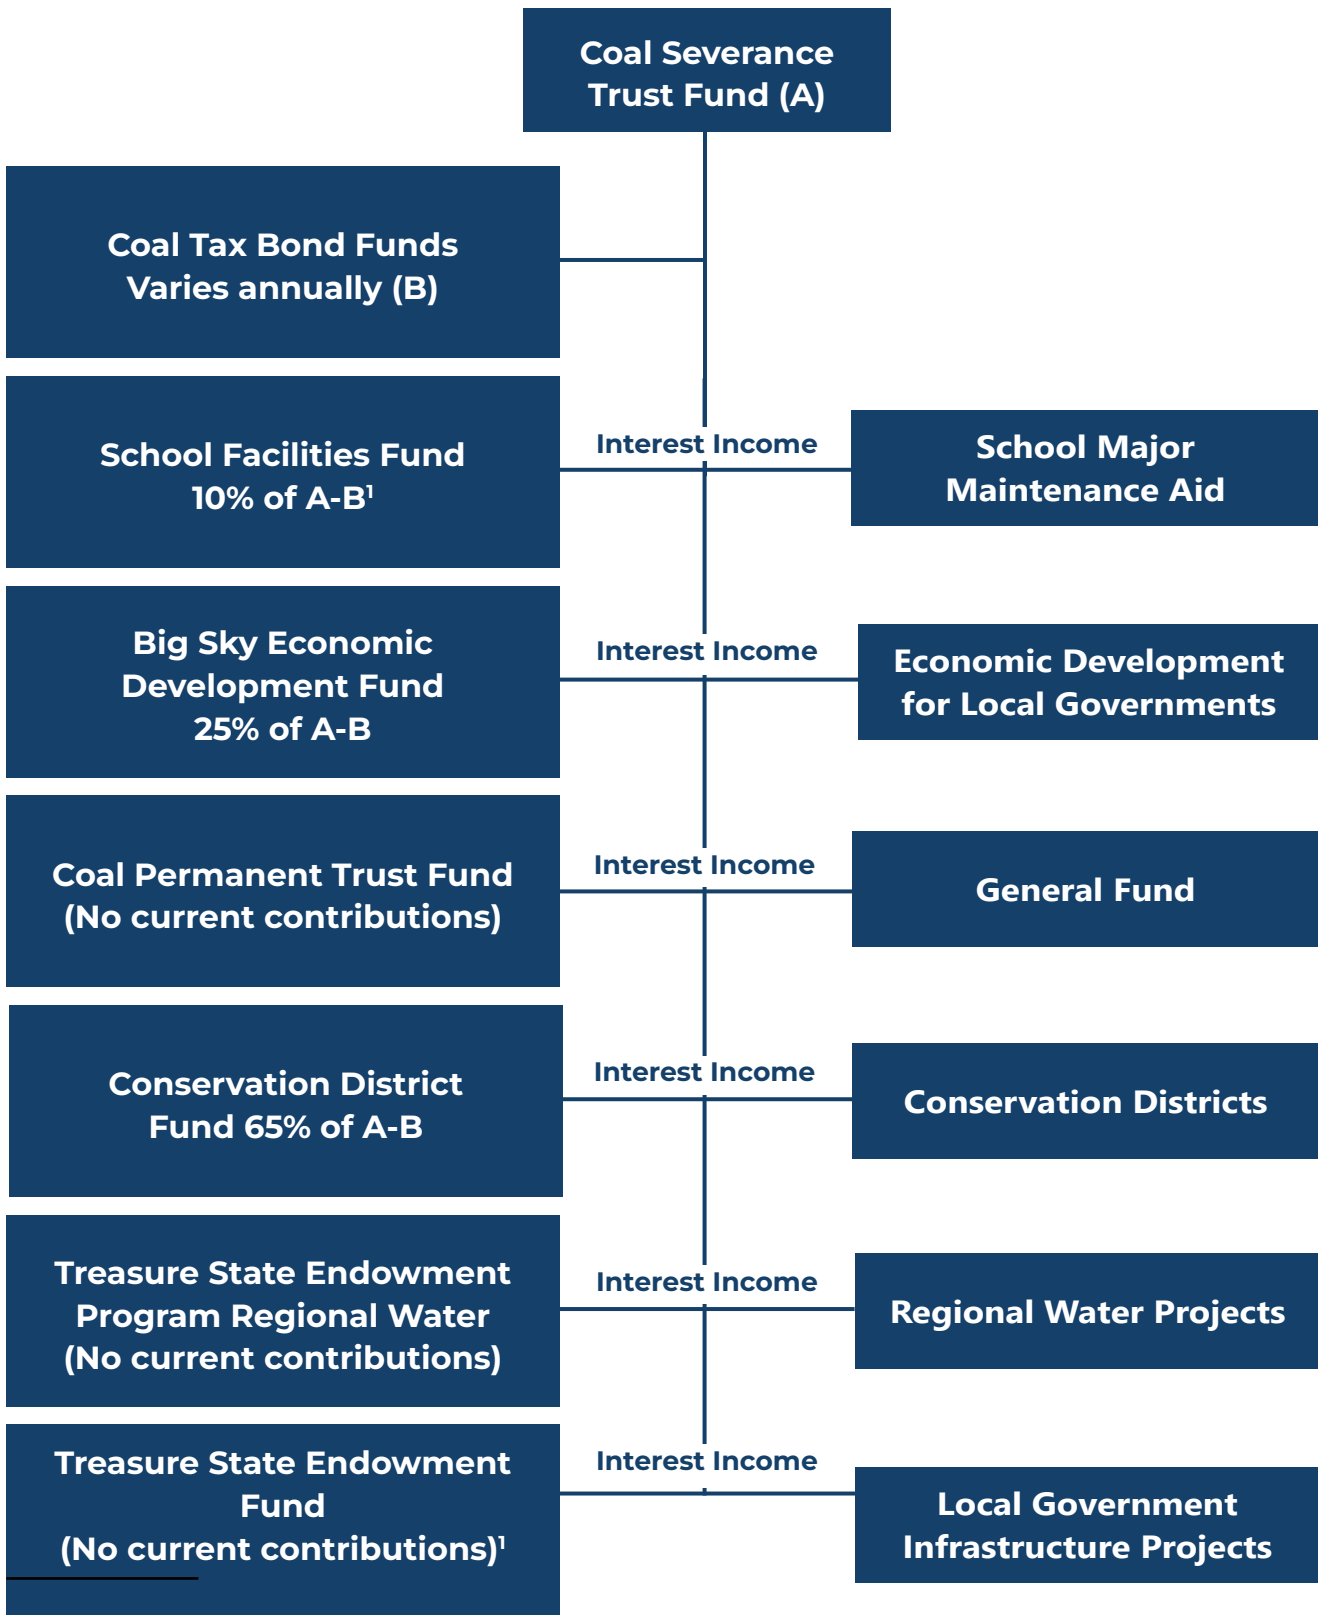 Coal Severance
Trust Fund (A)
Coal Tax Bond Funds
Varies annually (B)
School Facilities Fund
10% of A-B¹
Interest Income
School Major
Maintenance Aid
Big Sky Economic
Development Fund
25% of A-B
Interest Income
Economic Development
for Local Governments
Coal Permanent Trust Fund
(No current contributions)
Interest Income
General Fund
Conservation District
Fund 65% of A-B
Interest Income
Conservation Districts
Treasure State Endowment
Program Regional Water
(No current contributions)
Interest Income
Regional Water Projects
Treasure State Endowment
Fund
(No current contributions)¹
Interest Income
Local Government
Infrastructure Projects